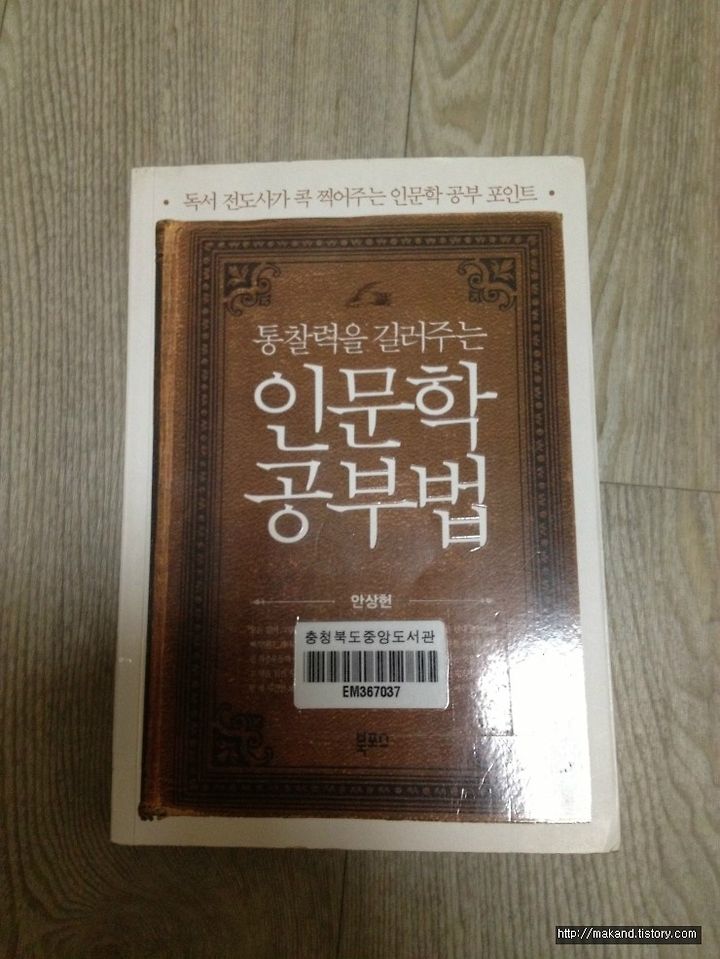 • 독서 전도사가 콕 찍어주는 인문학 공부 포인트 •
통찰력을 길러주는
인문학
공부법
안상헌
충청북도중앙도서관
EM367037
북포스
http://makand.tistory.com